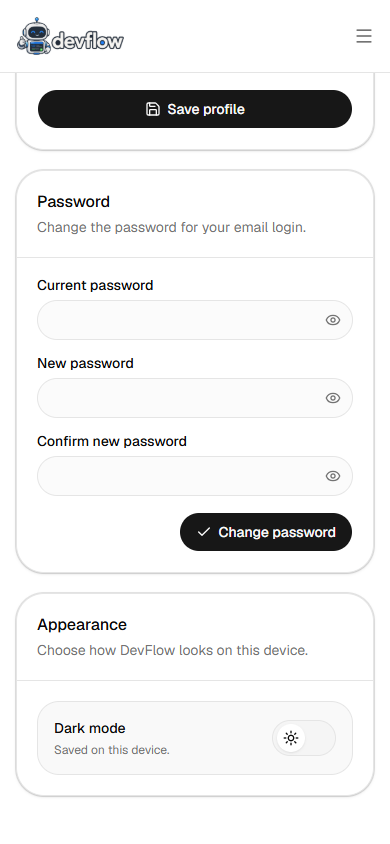 devflow
Save profile
Password
Change the password for your email login.
Current password
New password
Confirm new password
Change password
Appearance
Choose how DevFlow looks on this device.
Dark mode
Saved on this device.